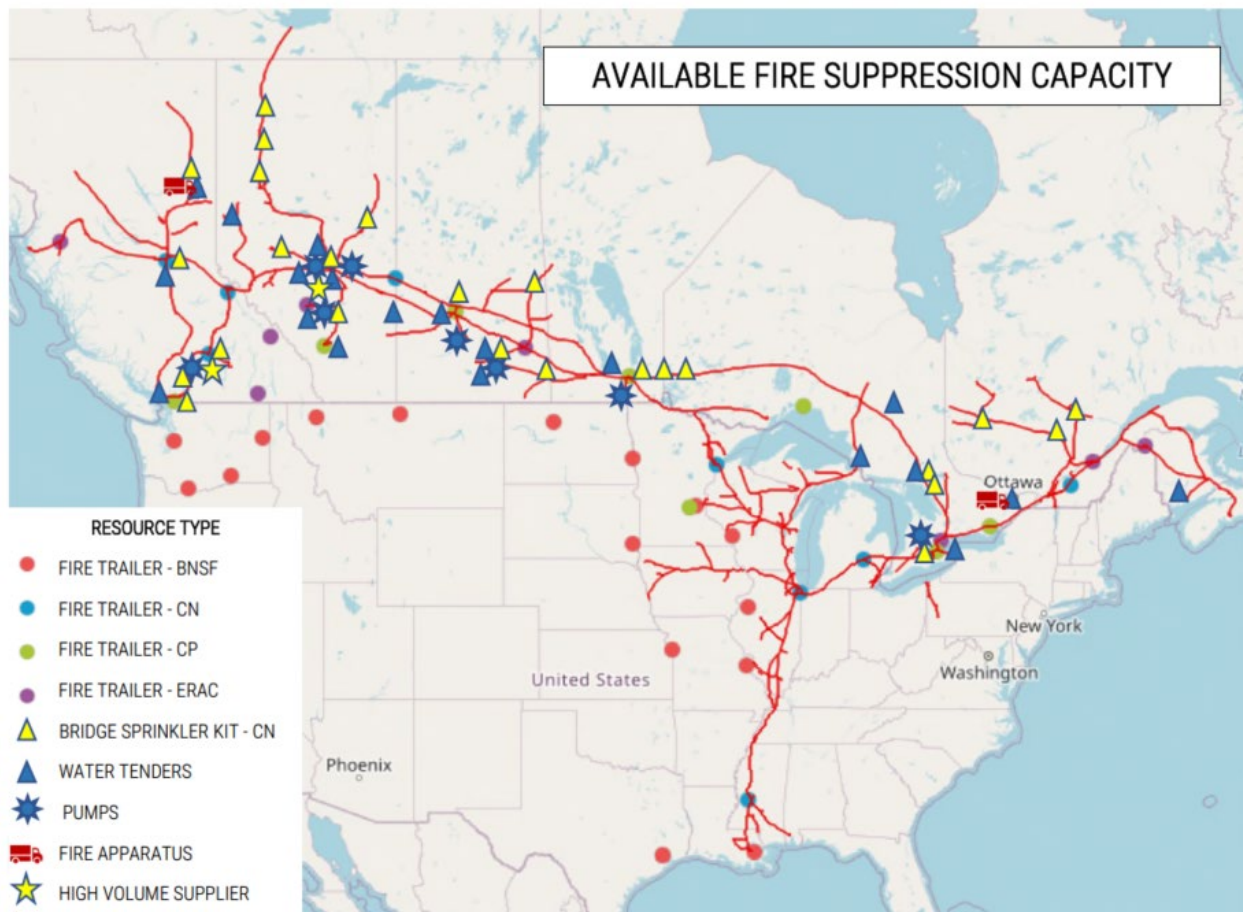 AVAILABLE FIRE SUPPRESSION CAPACITY
Ottawa
RESOURCE TYPE
FIRE TRAILER - BNSF
FIRE TRAILER - CN
FIRE TRAILER - CP
FIRE TRAILER - ERAC
BRIDGE SPRINKLER KIT - CN
WATER TENDERS
PUMPS
FIRE APPARATUS
HIGH VOLUME SUPPLIER
New York
Washington
United States
Phoenix